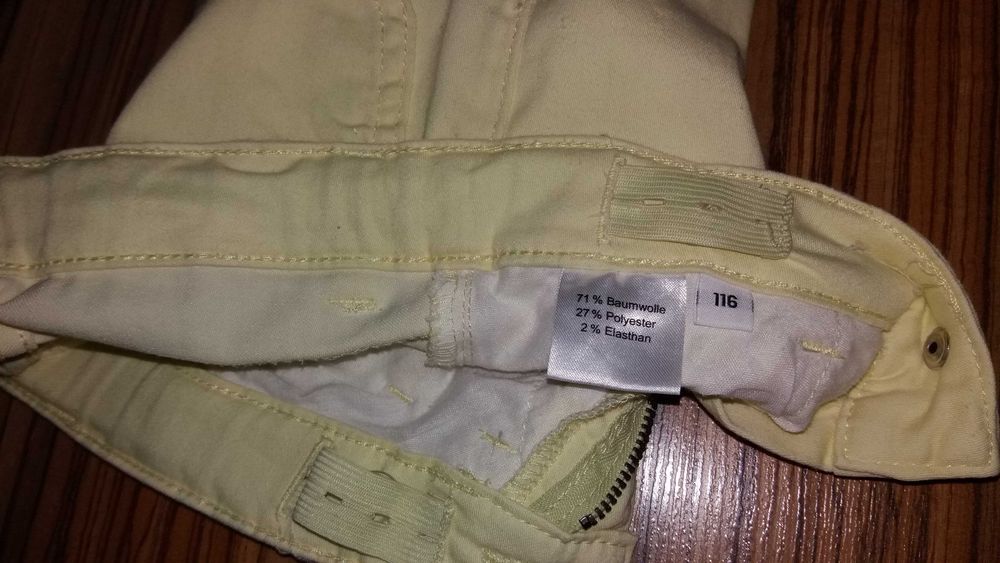 71 % Baumwolle
27 % Polyester
2 % Elasthan
116